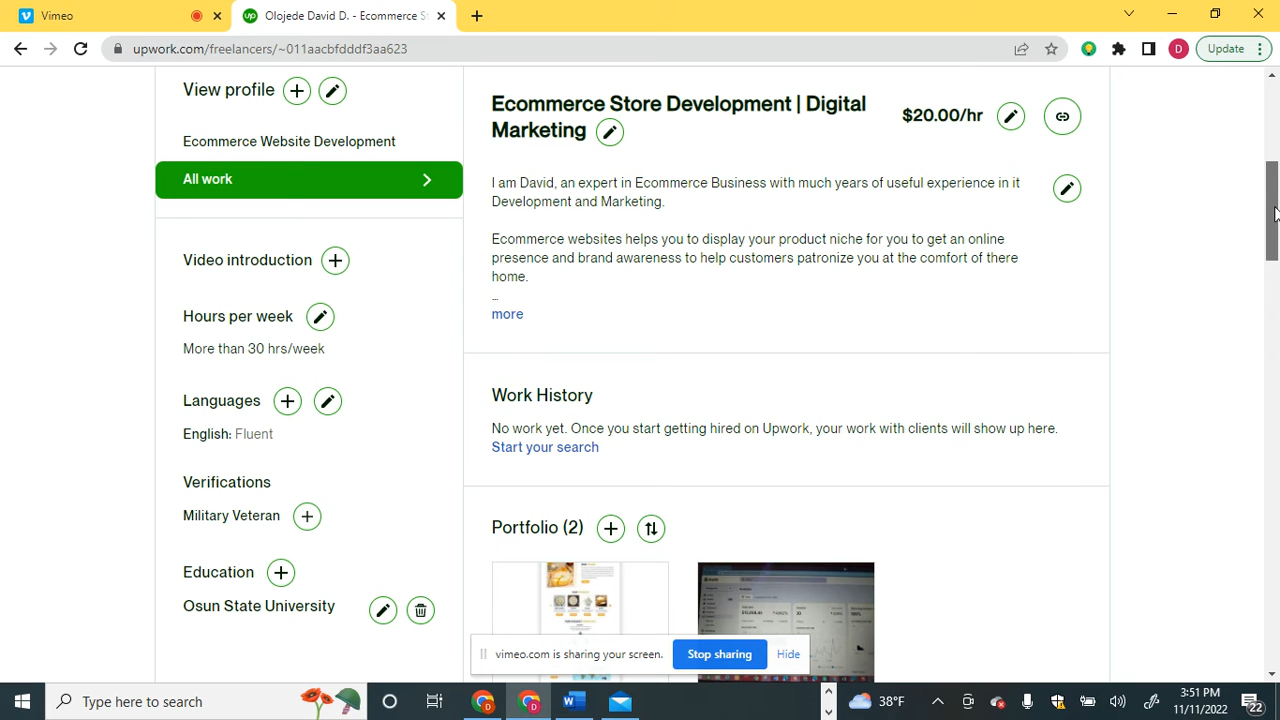 Vimeo
Olojede David D. - Ecommerce St
upwork.com/freelancers/~011aacbfdddf3aa623
D
Update
View profile
Ecommerce Website Development
All work
Video introduction
Hours per week
More than 30 hrs/week
Languages
English: Fluent
Verifications
Military Veteran
Education
Osun State University
Ecommerce Store Development | Digital
Marketing
$20.00/hr
I am David, an expert in Ecommerce Business with much years of useful experience in it
Development and Marketing.
Ecommerce websites helps you to display your product niche for you to get an online
presence and brand awareness to help customers patronize you at the comfort of there
home.
...
more
Work History
No work yet. Once you start getting hired on Upwork, your work with clients will show up here.
Start your search
Portfolio (2)
vimeo.com is sharing your screen.
Stop sharing
Hide
Type here to search
38°F
3:51 PM
11/11/2022
22